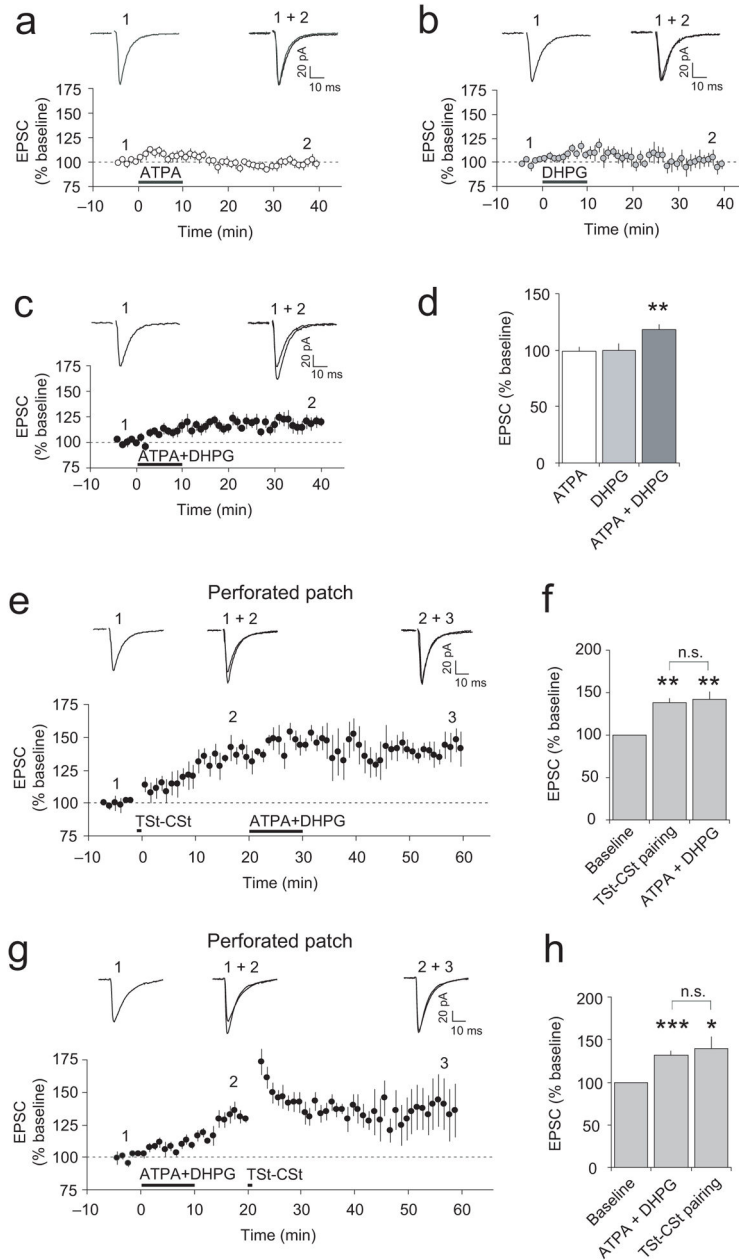 a
1
1 + 2
20 pA
10 ms
EPSC
(% baseline)
175
150
125
100
75
1
2
ATPA
–10 0 10 20 30 40
Time (min)
b
1
1 + 2
20 pA
10 ms
EPSC
(% baseline)
175
150
125
100
75
1
2
DHPG
–10 0 10 20 30 40
Time (min)
c
1
1 + 2
20 pA
10 ms
EPSC
(% baseline)
175
150
125
100
75
1
2
ATPA+DHPG
–10 0 10 20 30 40
Time (min)
d
EPSC (% baseline)
150
100
50
0
**
ATPA
DHPG
ATPA + DHPG
e
Perforated patch
1
1 + 2
2 + 3
20 pA
10 ms
EPSC
(% baseline)
175
150
125
100
75
1
2
3
TSt-CSt
ATPA+DHPG
–10 0 10 20 30 40 50 60
Time (min)
f
EPSC (% baseline)
200
150
100
50
0
n.s.
** **
Baseline
TSt-CSt pairing
ATPA + DHPG
g
Perforated patch
1
1 + 2
2 + 3
20 pA
10 ms
EPSC
(% baseline)
175
150
125
100
75
1
2
3
ATPA+DHPG
TSt-CSt
–10 0 10 20 30 40 50 60
Time (min)
h
EPSC (% baseline)
200
150
100
50
0
n.s.
*** *
Baseline
ATPA + DHPG
TSt-CSt pairing